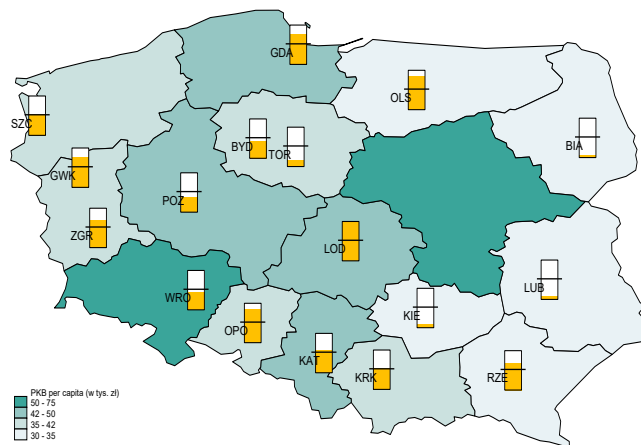 GDA
OLS
SZC
BYD
TOR
BIA
GWK
POZ
ZGR
LOD
WRO
LUB
KIE
OPO
KAT
KRK
RZE
PKB per capita (w tys. zł)
50 - 75
42 - 50
35 - 42
30 - 35